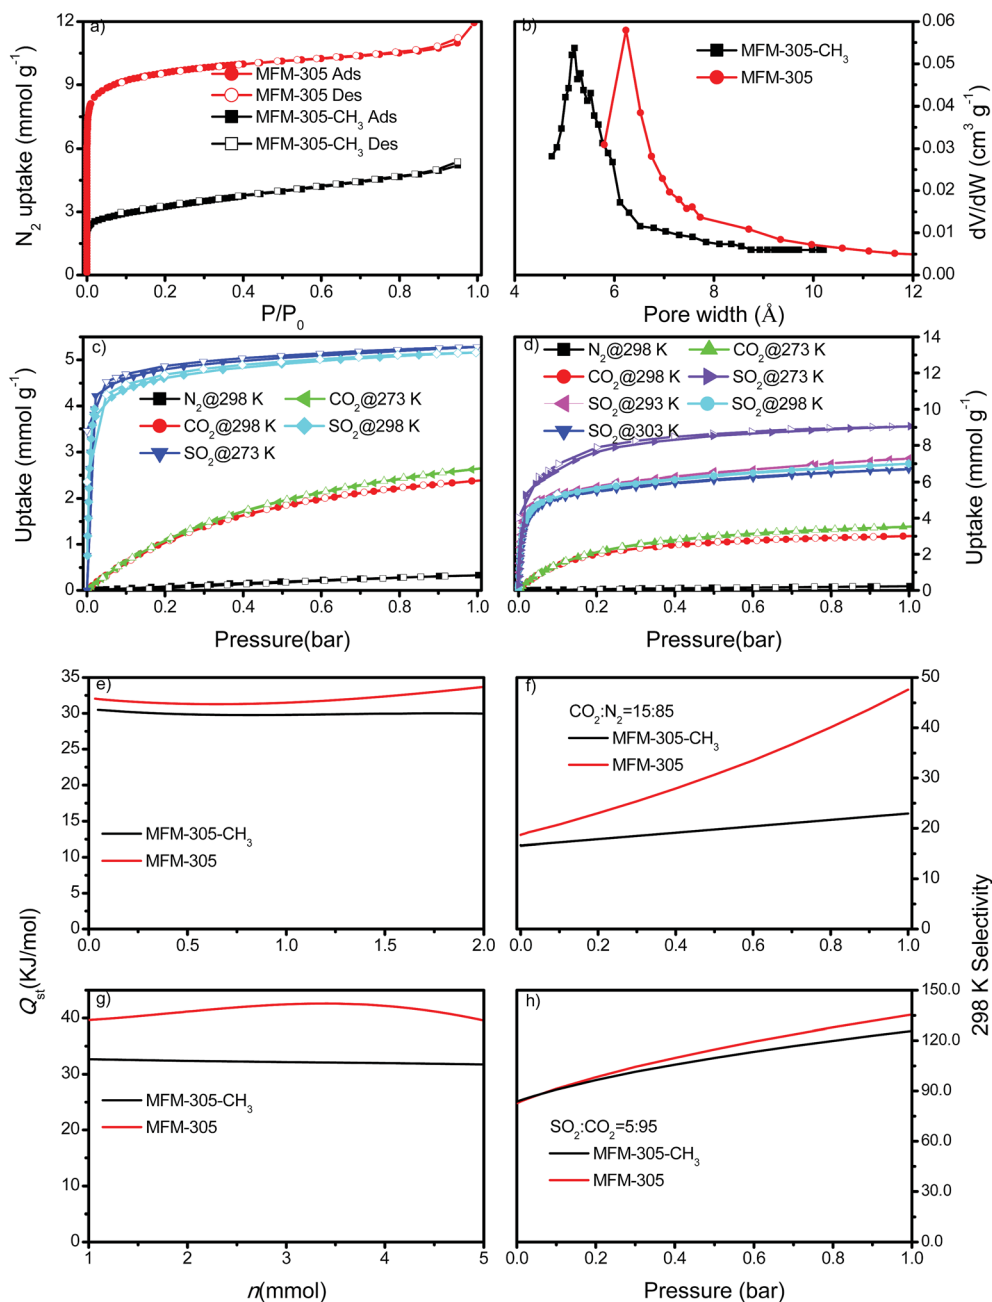 a)
N₂ uptake (mmol g⁻¹)
12
9
6
3
0
MFM-305 Ads
MFM-305 Des
MFM-305-CH₃ Ads
MFM-305-CH₃ Des
0.0 0.2 0.4 0.6 0.8 1.0
P/P₀
b)
MFM-305-CH₃
MFM-305
0.06
0.05
0.04
0.03
0.02
0.01
0.00
dV/dW (cm³ g⁻¹)
4 6 8 10 12
Pore width (Å)
c)
Uptake (mmol g⁻¹)
5
4
3
2
1
0
N₂@298 K
CO₂@273 K
CO₂@298 K
SO₂@298 K
SO₂@273 K
0.0 0.2 0.4 0.6 0.8 1.0
Pressure(bar)
d)
N₂@298 K
CO₂@273 K
CO₂@298 K
SO₂@273 K
SO₂@293 K
SO₂@298 K
SO₂@303 K
14
12
10
8
6
4
2
0
Uptake (mmol g⁻¹)
0.0 0.2 0.4 0.6 0.8 1.0
Pressure(bar)
e)
35
30
25
20
15
10
5
0
MFM-305-CH₃
MFM-305
0.0 0.5 1.0 1.5 2.0
f)
CO₂:N₂=15:85
MFM-305-CH₃
MFM-305
50
40
30
20
10
0
0.0 0.2 0.4 0.6 0.8 1.0
Qst(KJ/mol)
298 K Selectivity
g)
40
30
20
10
0
MFM-305-CH₃
MFM-305
1 2 3 4 5
n(mmol)
h)
SO₂:CO₂=5:95
MFM-305-CH₃
MFM-305
150.0
120.0
90.0
60.0
30.0
0.0
0.0 0.2 0.4 0.6 0.8 1.0
Pressure (bar)